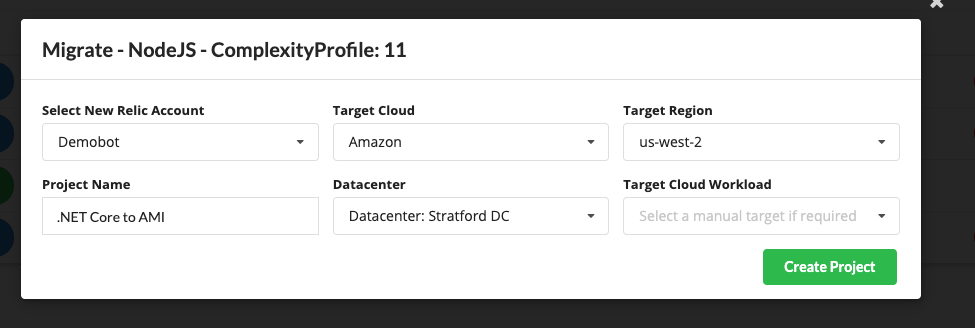 Migrate - NodeJS - ComplexityProfile: 11
Select New Relic Account
Target Cloud
Target Region
Demobot
Amazon
us-west-2
Project Name
Datacenter
Target Cloud Workload
.NET Core to AMI
Datacenter: Stratford DC
Select a manual target if required
Create Project